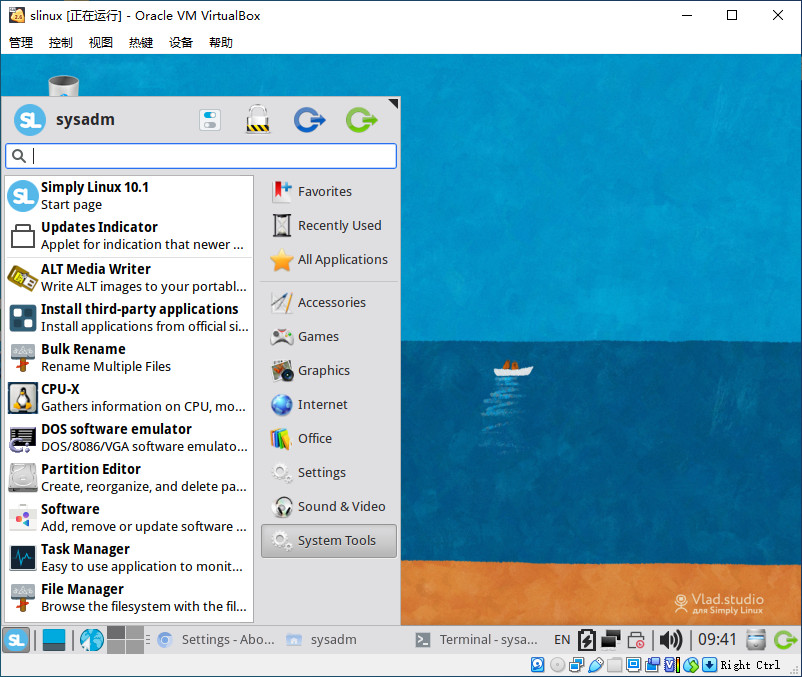 slinux [正在运行] - Oracle VM VirtualBox
管理 控制 视图 热键 设备 帮助
SL sysadm
SL Simply Linux 10.1
Start page
Updates Indicator
Applet for indication that newer ...
ALT Media Writer
Write ALT images to your portabl...
Install third-party applications
Install applications from official si...
Bulk Rename
Rename Multiple Files
CPU-X
Gathers information on CPU, mo...
DOS software emulator
DOS/8086/VGA software emulato...
Partition Editor
Create, reorganize, and delete pa...
Software
Add, remove or update software ...
Task Manager
Easy to use application to monit...
File Manager
Browse the filesystem with the fil...
Favorites
Recently Used
All Applications
Accessories
Games
Graphics
Internet
Office
Settings
Sound & Video
System Tools
Vlad.studio
для Simply Linux
SL Settings - Abo... sysadm Terminal - sysa... EN 09:41
Right Ctrl